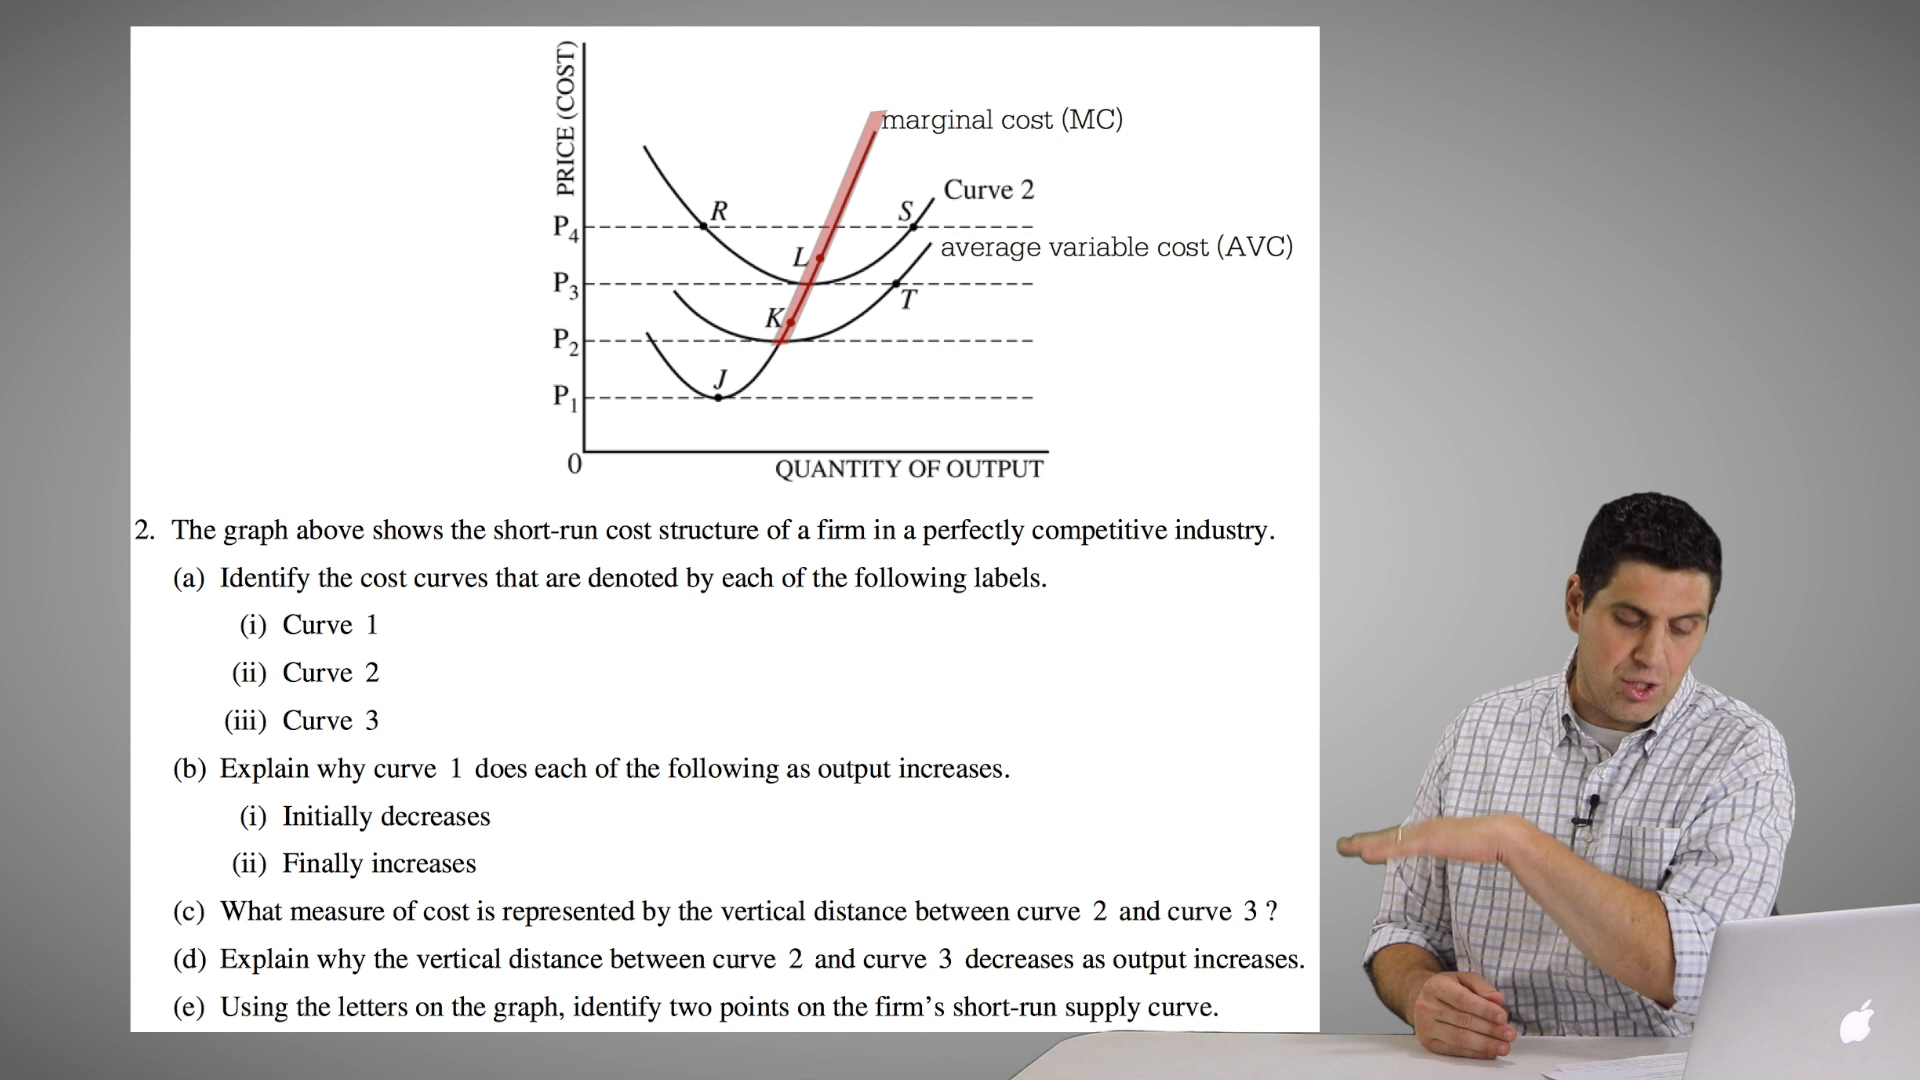 PRICE (COST)
marginal cost (MC)
Curve 2
R
S
P4
average variable cost (AVC)
L
P3
T
K
P2
J
P1
0
QUANTITY OF OUTPUT
2. The graph above shows the short-run cost structure of a firm in a perfectly competitive industry.
(a) Identify the cost curves that are denoted by each of the following labels.
(i) Curve 1
(ii) Curve 2
(iii) Curve 3
(b) Explain why curve 1 does each of the following as output increases.
(i) Initially decreases
(ii) Finally increases
(c) What measure of cost is represented by the vertical distance between curve 2 and curve 3 ?
(d) Explain why the vertical distance between curve 2 and curve 3 decreases as output increases.
(e) Using the letters on the graph, identify two points on the firm's short-run supply curve.